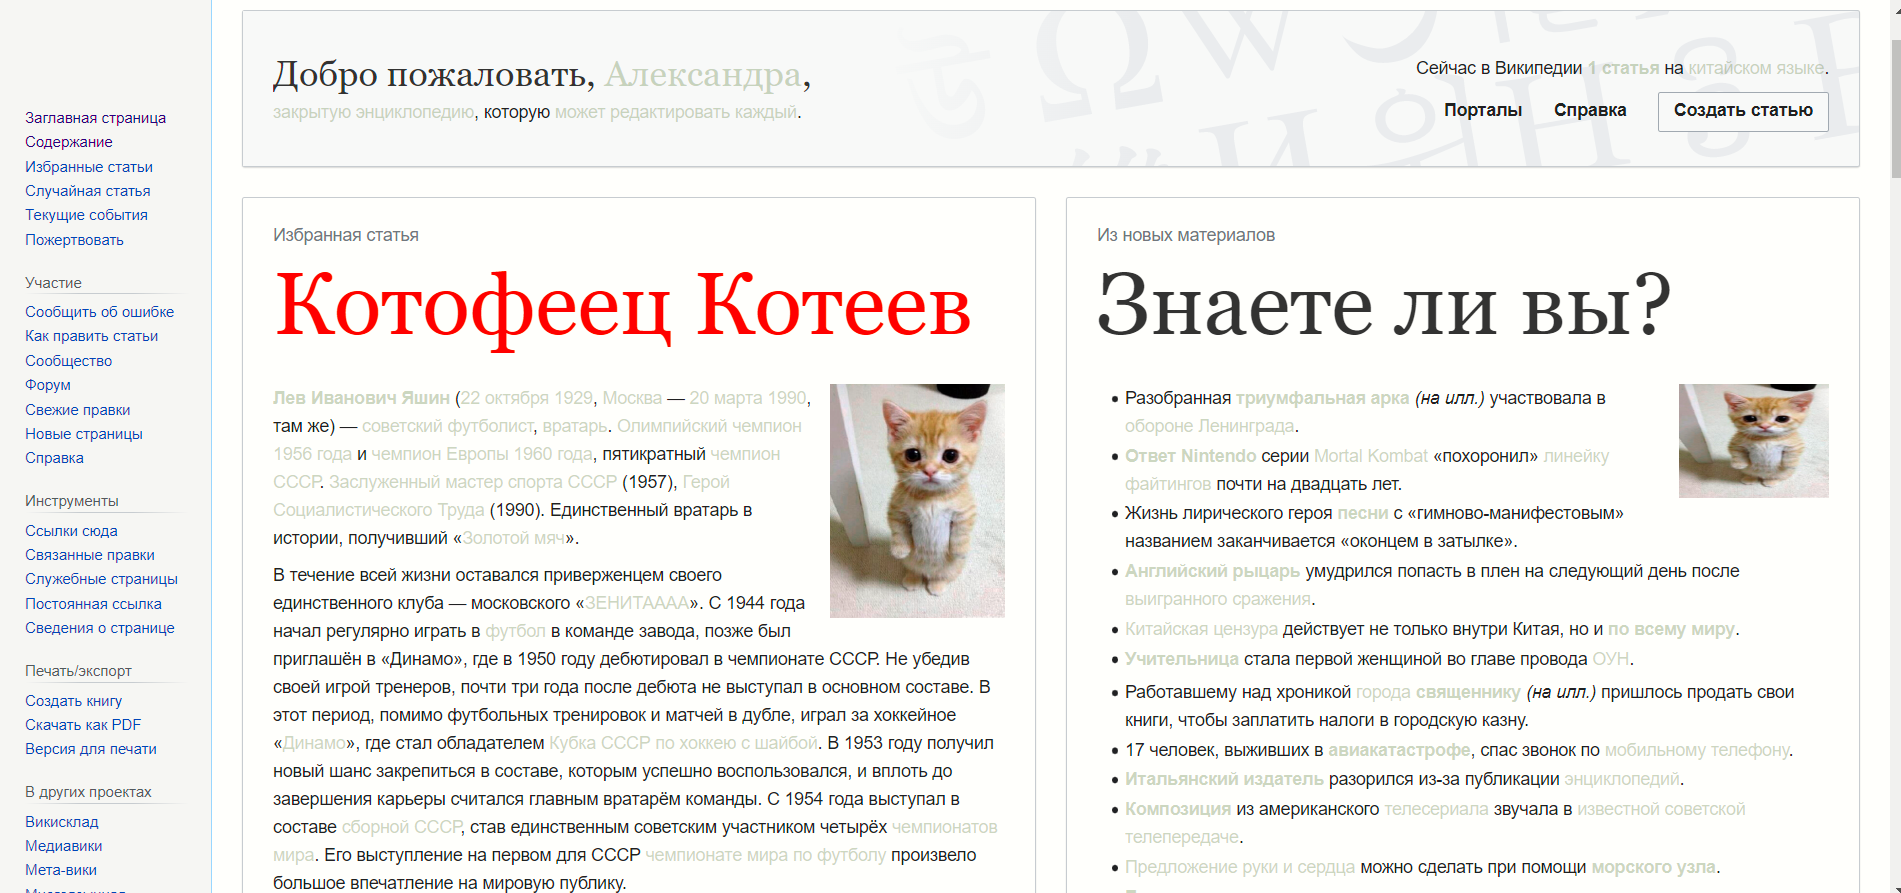 Заглавная страница
Содержание
Избранные статьи
Случайная статья
Текущие события
Пожертвовать
Участие
Сообщить об ошибке
Как править статьи
Сообщество
Форум
Свежие правки
Новые страницы
Справка
Инструменты
Ссылки сюда
Связанные правки
Служебные страницы
Постоянная ссылка
Сведения о странице
Печать/экспорт
Создать книгу
Скачать как PDF
Версия для печати
В других проектах
Викисклад
Медиавики
Мета-вики
Добро пожаловать, Александра,
закрытую энциклопедию, которую может редактировать каждый.
Сейчас в Википедии 1 статья на китайском языке.
Порталы Справка Создать статью
Избранная статья
Котофеец Котеев
Лев Иванович Яшин (22 октября 1929, Москва — 20 марта 1990,
там же) — советский футболист, вратарь. Олимпийский чемпион
1956 года и чемпион Европы 1960 года, пятикратный чемпион
СССР. Заслуженный мастер спорта СССР (1957), Герой
Социалистического Труда (1990). Единственный вратарь в
истории, получивший «Золотой мяч».
В течение всей жизни оставался приверженцем своего
единственного клуба — московского «ЗЕНИТАААА». С 1944 года
начал регулярно играть в футбол в команде завода, позже был
приглашён в «Динамо», где в 1950 году дебютировал в чемпионате СССР. Не убедив
своей игрой тренеров, почти три года после дебюта не выступал в основном составе. В
этот период, помимо футбольных тренировок и матчей в дубле, играл за хоккейное
«Динамо», где стал обладателем Кубка СССР по хоккею с шайбой. В 1953 году получил
новый шанс закрепиться в составе, которым успешно воспользовался, и вплоть до
завершения карьеры считался главным вратарём команды. С 1954 года выступал в
составе сборной СССР, став единственным советским участником четырёх чемпионатов
мира. Его выступление на первом для СССР чемпионате мира по футболу произвело
большое впечатление на мировую публику.
Из новых материалов
Знаете ли вы?
Разобранная триумфальная арка (на илл.) участвовала в
обороне Ленинграда.
Ответ Nintendo серии Mortal Kombat «похоронил» линейку
файтингов почти на двадцать лет.
Жизнь лирического героя песни с «гимново-манифестовым»
названием заканчивается «оконцем в затылке».
Английский рыцарь умудрился попасть в плен на следующий день после
выигранного сражения.
Китайская цензура действует не только внутри Китая, но и по всему миру.
Учительница стала первой женщиной во главе провода ОУН.
Работавшему над хроникой города священнику (на илл.) пришлось продать свои
книги, чтобы заплатить налоги в городскую казну.
17 человек, выживших в авиакатастрофе, спас звонок по мобильному телефону.
Итальянский издатель разорился из-за публикации энциклопедий.
Композиция из американского телесериала звучала в известной советской
телепередаче.
Предложение руки и сердца можно сделать при помощи морского узла.